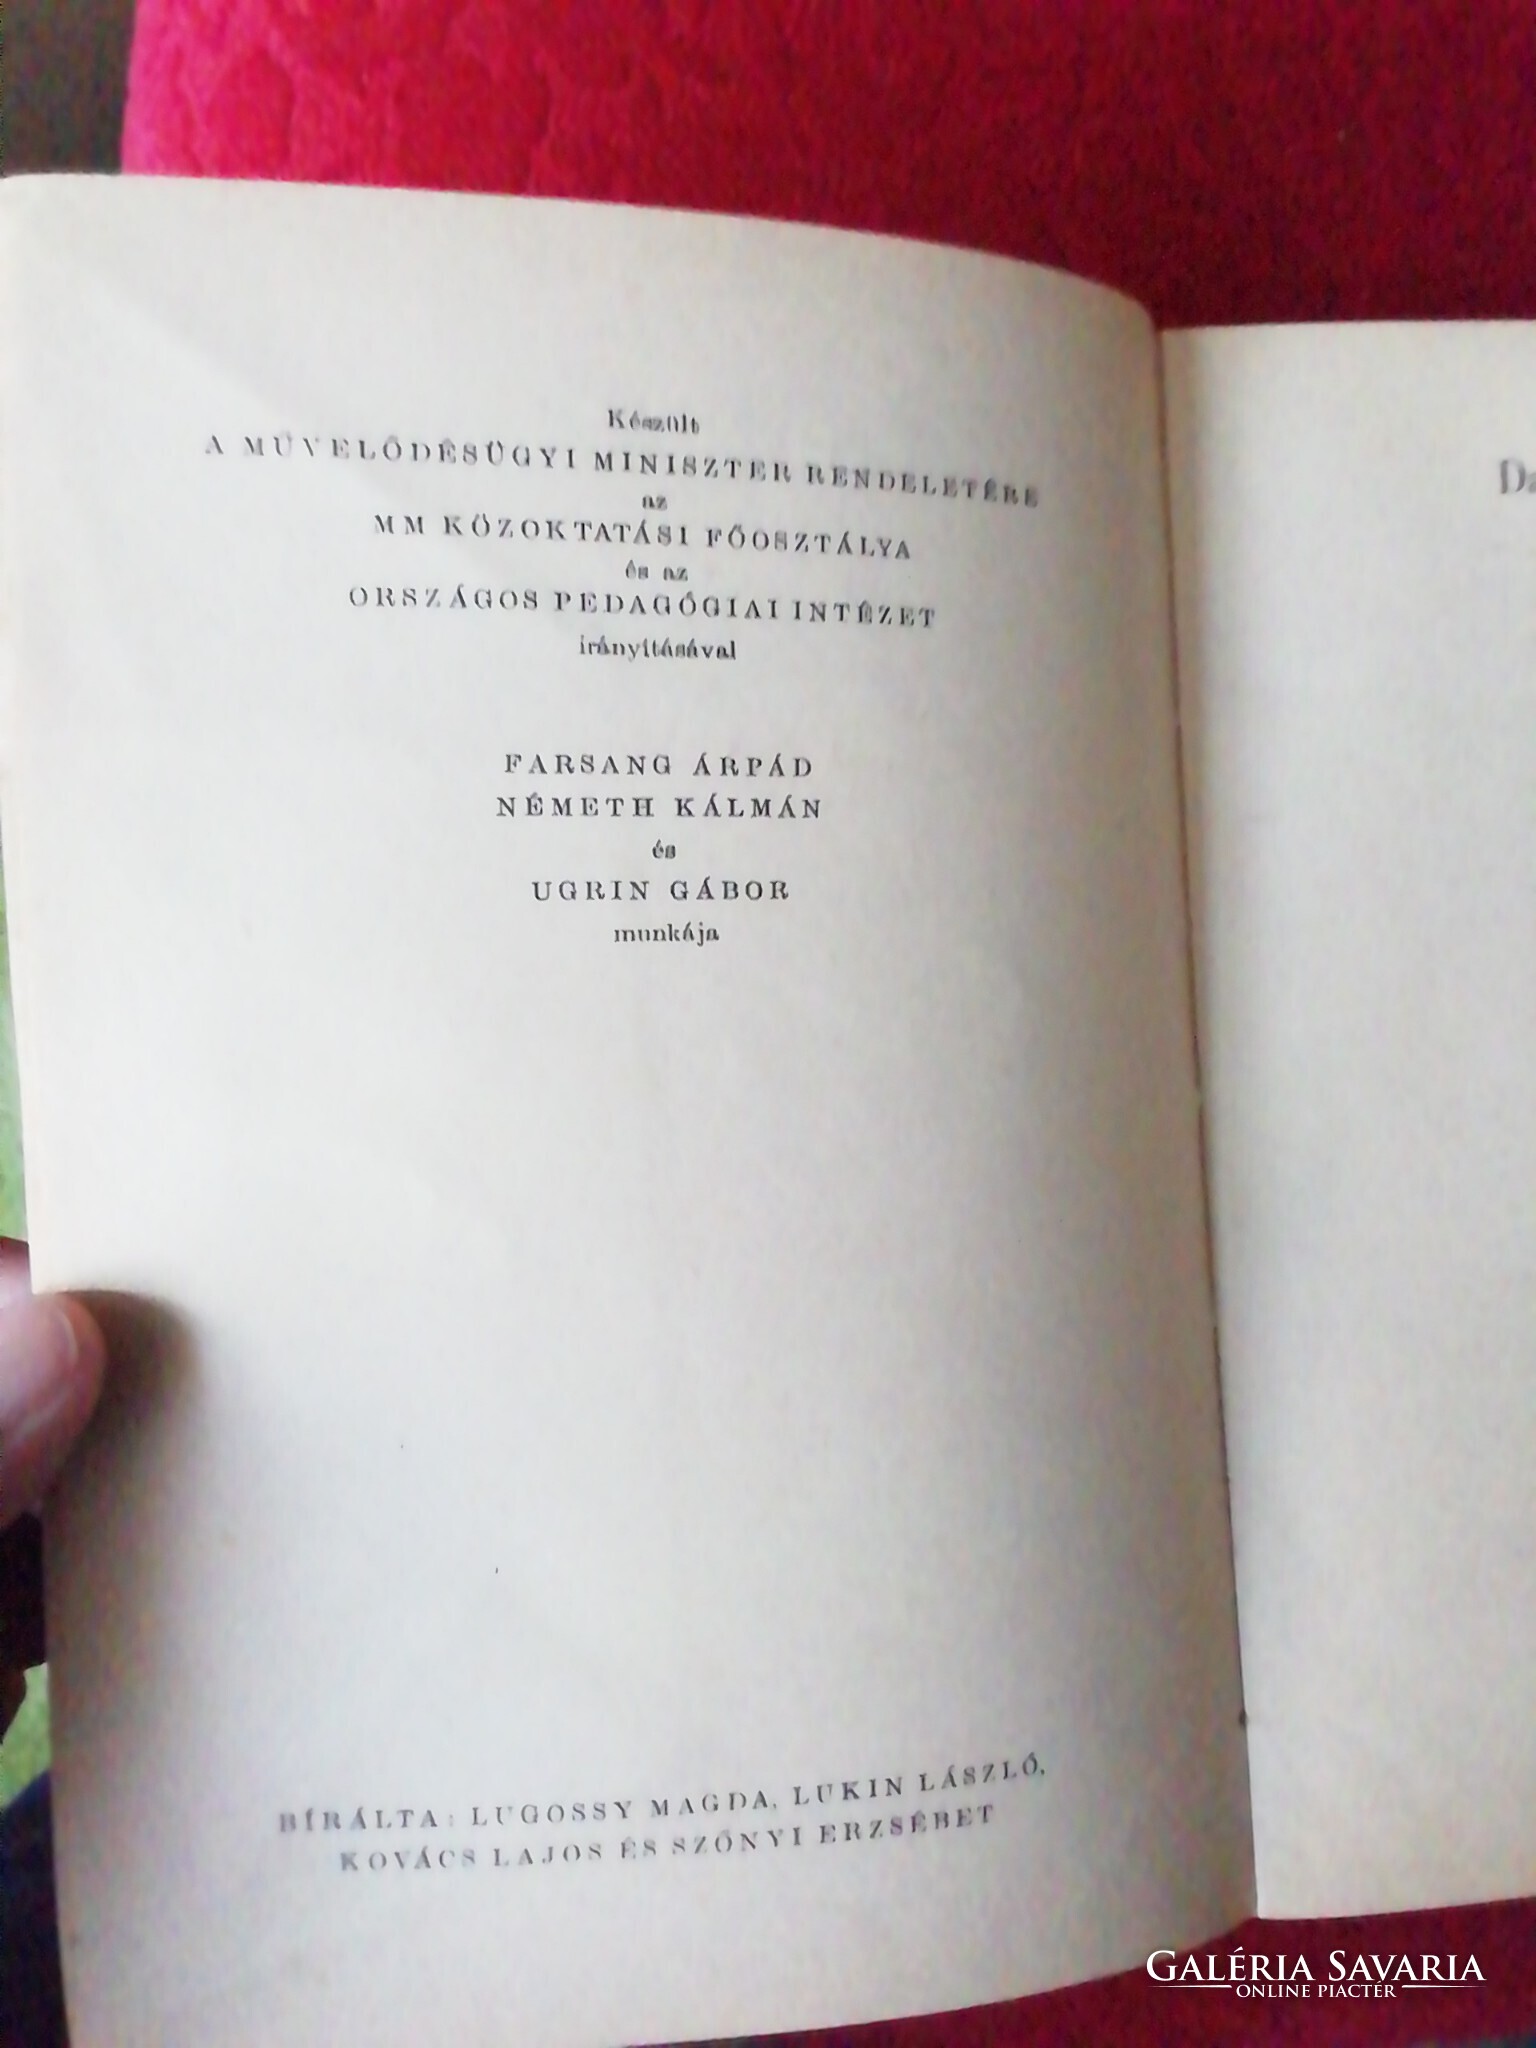 Készült
A MŰVELŐDÉSÜGYI MINISZTER RENDELETÉRE
az
MM KÖZOKTATÁSI FŐOSZTÁLYA
és az
ORSZÁGOS PEDAGÓGIAI INTÉZET
irányításával
FARSANG ÁRPÁD
NÉMETH KÁLMÁN
és
UGRIN GÁBOR
munkája
BÍRÁLTA: LUGOSSY MAGDA, LUKIN LÁSZLÓ,
KOVÁCS LAJOS ÉS SZŐNYI ERZSÉBET
GALÉRIA SAVARIA
ONLINE PIACTÉR